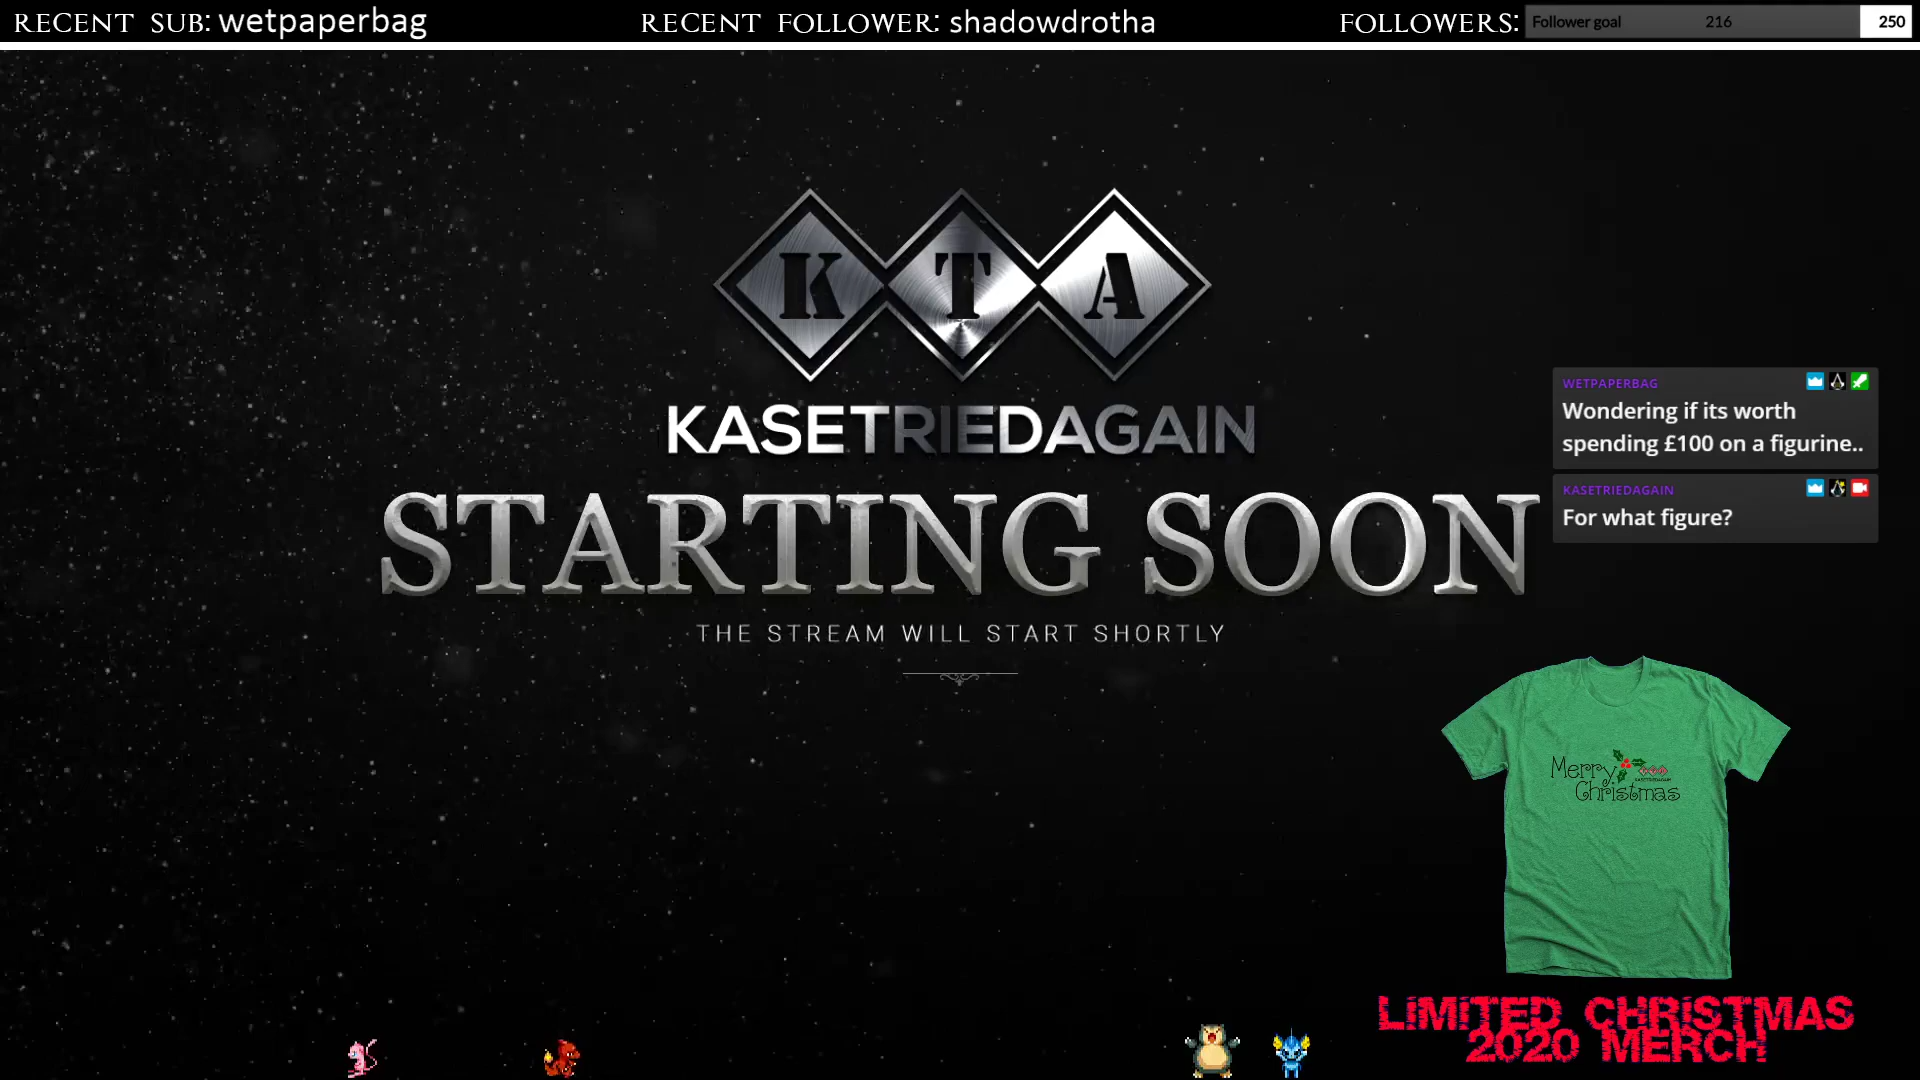 RECENT SUB: wetpaperbag
RECENT FOLLOWER: shadowdrotha
FOLLOWERS: Follower goal 216 250
K T A
KASETRIEDAGAIN
STARTING SOON
THE STREAM WILL START SHORTLY
WETPAPERBAG
Wondering if its worth
spending £100 on a figurine..
KASETRIEDAGAIN
For what figure?
Merry
KTA
KASETRIEDAGAIN
Christmas
LIMITED CHRISTMAS
2020 MERCH